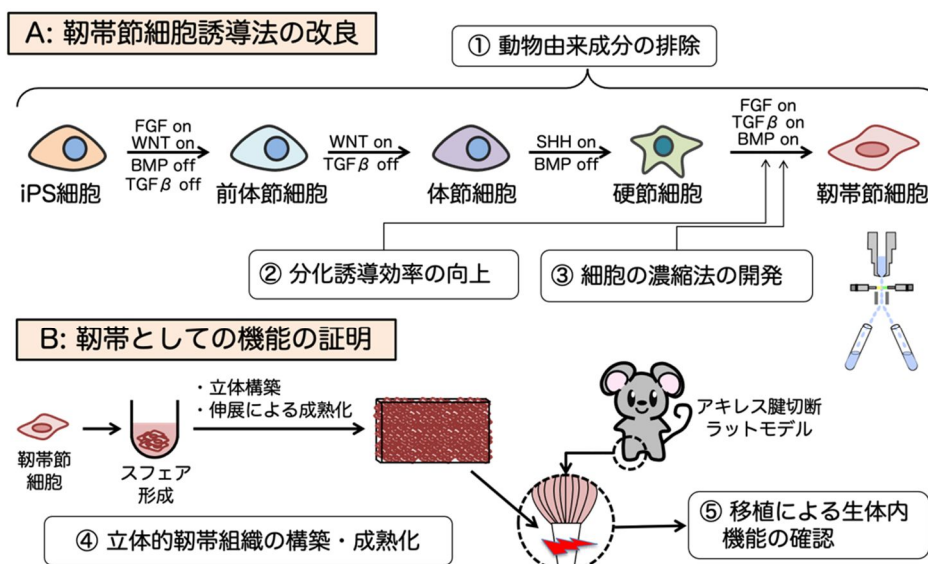 A: 靭帯節細胞誘導法の改良
① 動物由来成分の排除
FGF on
WNT on
BMP off
TGFβ off
WNT on
TGFβ off
SHH on
BMP off
FGF on
TGFβ on
BMP on
iPS細胞
前体節細胞
体節細胞
硬節細胞
靭帯節細胞
② 分化誘導効率の向上
③ 細胞の濃縮法の開発
B: 靭帯としての機能の証明
・立体構築
・伸展による成熟化
靭帯節
細胞
スフェア
形成
アキレス腱切断
ラットモデル
④ 立体的靭帯組織の構築・成熟化
⑤ 移植による生体内
機能の確認